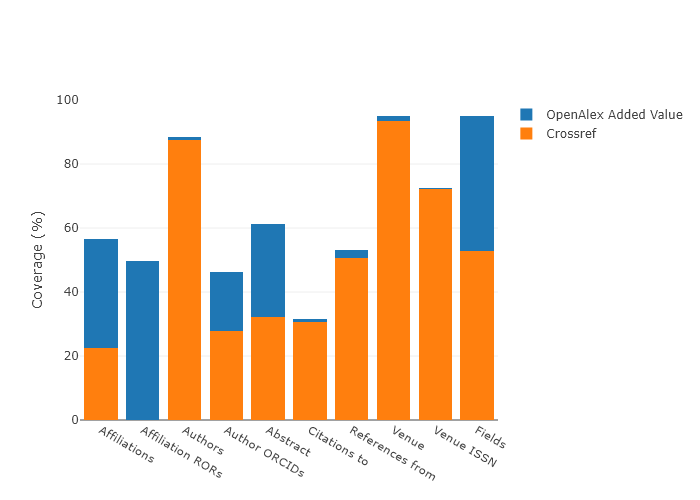 100
80
60
40
20
0
Coverage (%)
OpenAlex Added Value
Crossref
Affiliations
Affiliation RORs
Authors
Author ORCIDs
Abstract
Citations to
References from
Venue
Venue ISSN
Fields